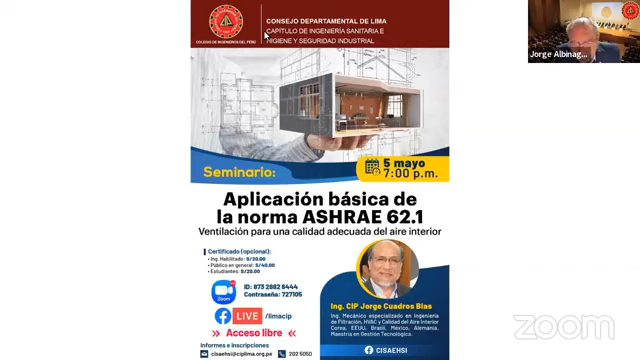 CONSEJO DEPARTAMENTAL DE LIMA
CAPÍTULO DE INGENIERÍA SANITARIA E
HIGIENE Y SEGURIDAD INDUSTRIAL
COLEGIO DE INGENIEROS DEL PERÚ
Jorge Albinag...
Seminario:
5 mayo
7:00 p.m.
Aplicación básica de
la norma ASHRAE 62.1
Ventilación para una calidad adecuada del aire interior
Certificado (opcional):
• Ing. Habilitado: S/30.00
• Público en general: S/40.00
• Estudiantes: S/20.00
zoom
ID: 873 2862 6444
Contraseña: 727105
LIVE /limacip
Acceso libre
Informes e inscripciones
cisaehsi@ciplima.org.pe
202 5050
Ing. CIP Jorge Cuadros Blas
Ing. Mecánico especializado en Ingeniería
de Filtración, HVAC y Calidad del Aire Interior
Corea, EEUU, Brasil, México, Alemania.
Maestría en Gestión Tecnológica.
CISAEHSI
zoom